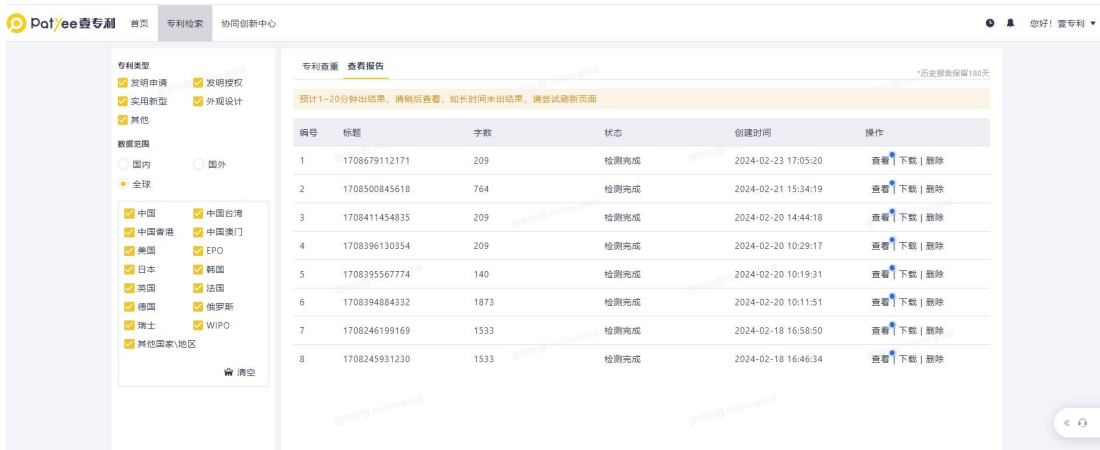 Patyee壹专利 首页 专利检索 协同创新中心 您好！壹专利
专利类型
发明申请 发明授权
实用新型 外观设计
其他
数据范围
国内 国外
全球
中国 中国台湾
中国香港 中国澳门
美国 EPO
日本 韩国
英国 法国
德国 俄罗斯
瑞士 WIPO
其他国家\地区
清空
专利查重 查看报告
*历史报告保留180天
预计1~20分钟出结果，请稍后查看，如长时间未出结果，请尝试刷新页面
编号 标题 字数 状态 创建时间 操作
1 1708679112171 209 检测完成 2024-02-23 17:05:20 查看 | 下载 | 删除
2 1708500845618 764 检测完成 2024-02-21 15:34:19 查看 | 下载 | 删除
3 1708411454835 209 检测完成 2024-02-20 14:44:18 查看 | 下载 | 删除
4 1708396130354 209 检测完成 2024-02-20 10:29:17 查看 | 下载 | 删除
5 1708395567774 140 检测完成 2024-02-20 10:19:31 查看 | 下载 | 删除
6 1708394884332 1873 检测完成 2024-02-20 10:11:51 查看 | 下载 | 删除
7 1708246199169 1533 检测完成 2024-02-18 16:58:50 查看 | 下载 | 删除
8 1708245931230 1533 检测完成 2024-02-18 16:46:34 查看 | 下载 | 删除